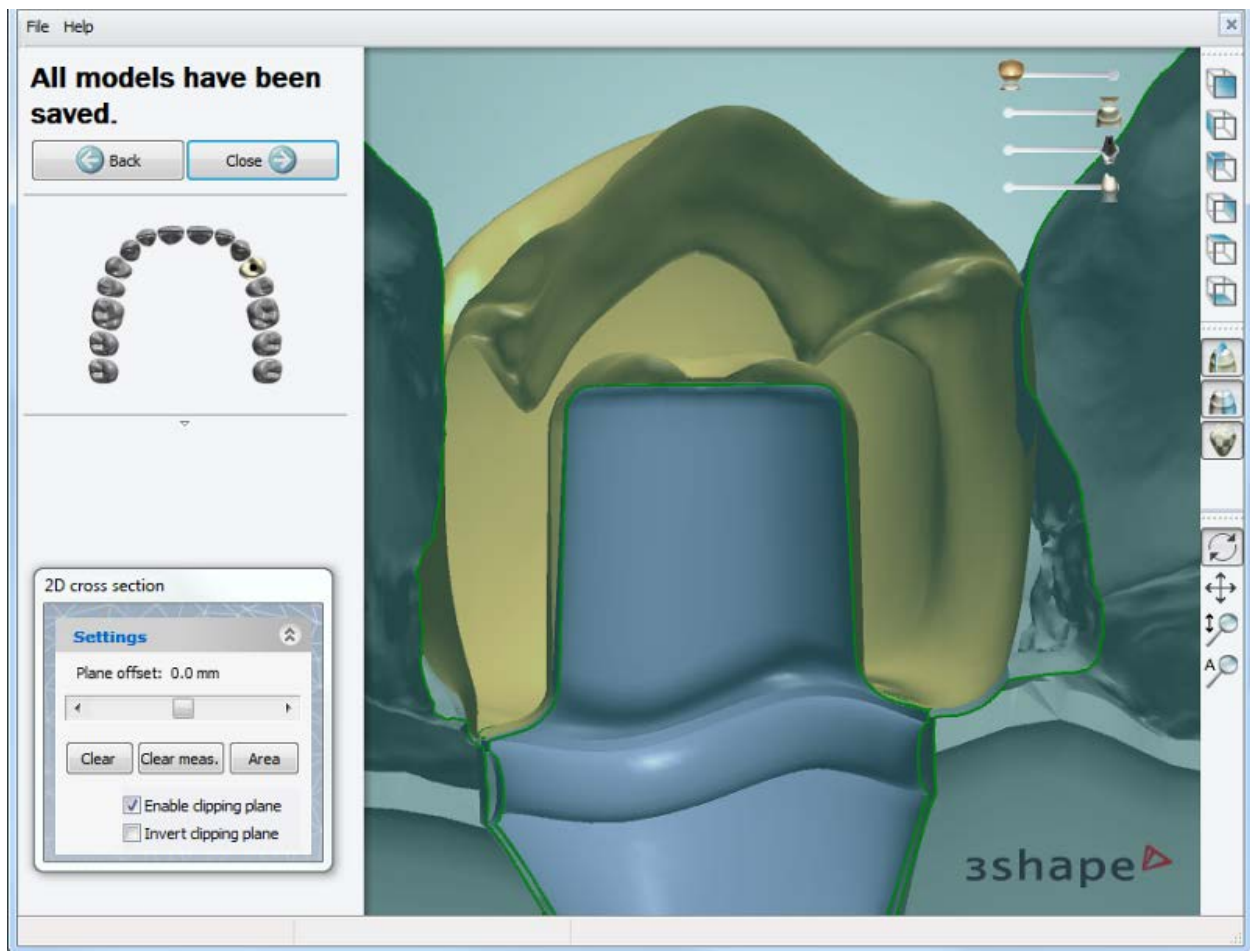 File Help
All models have been
saved.
Back Close
2D cross section
Settings
Plane offset: 0.0 mm
Clear Clear meas. Area
Enable clipping plane
Invert clipping plane
A
3shape